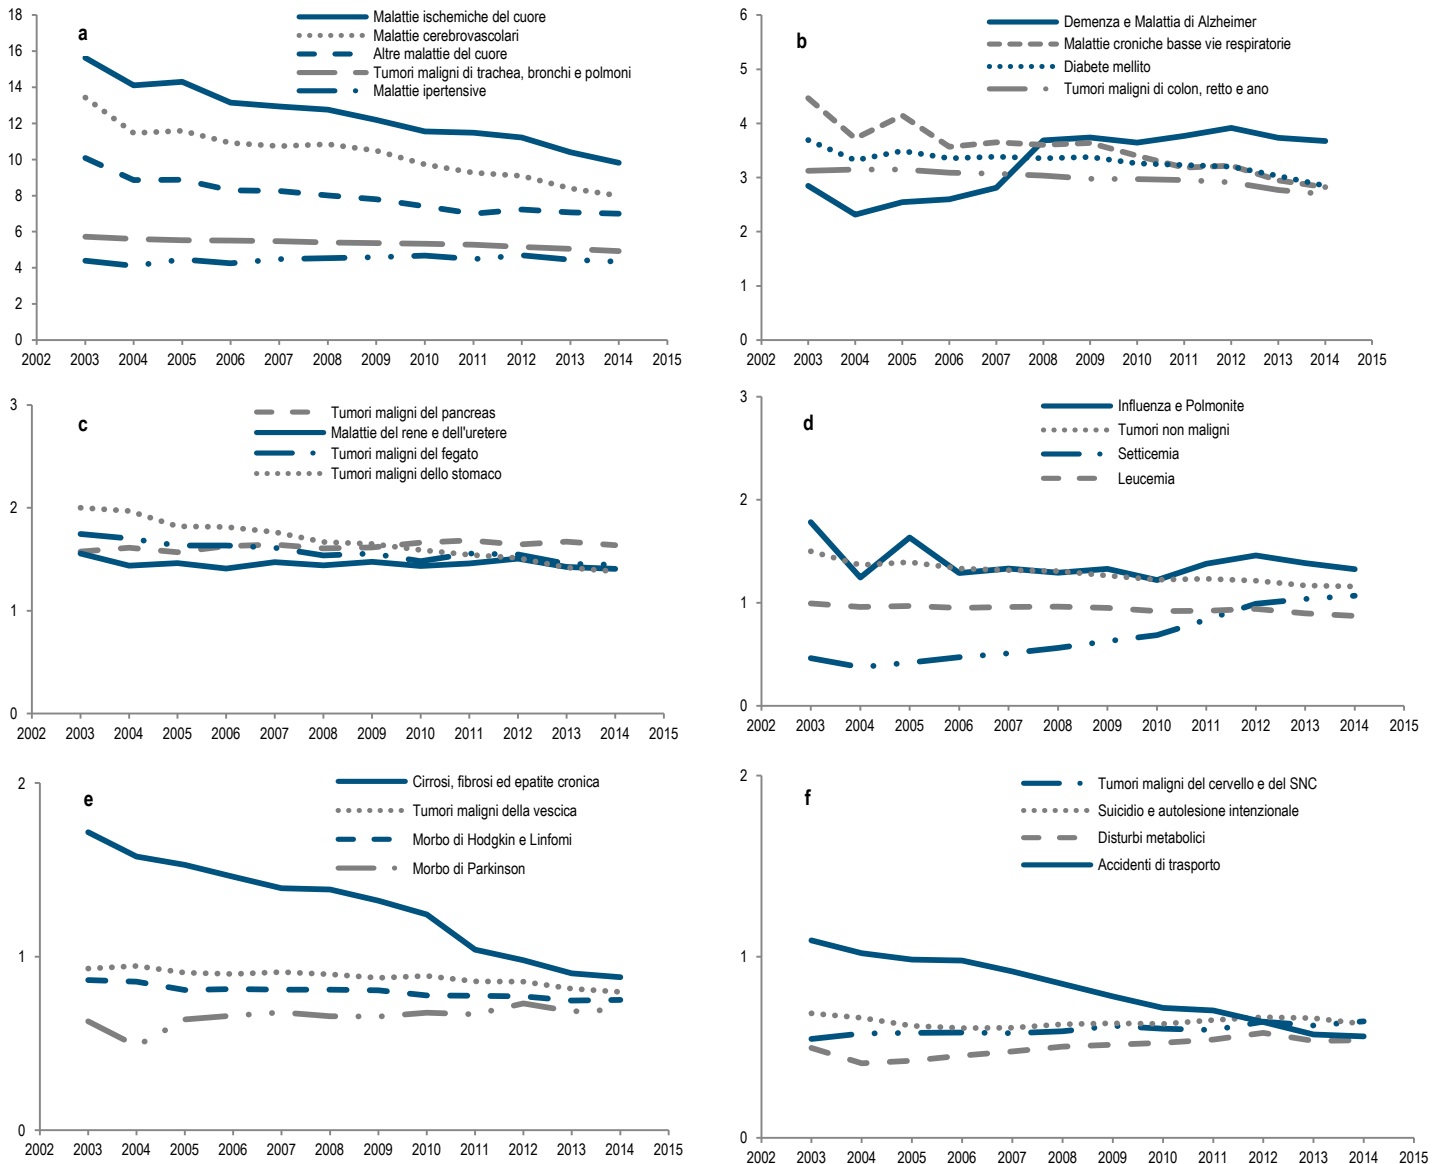 a
Malattie ischemiche del cuore
Malattie cerebrovascolari
Altre malattie del cuore
Tumori maligni di trachea, bronchi e polmoni
Malattie ipertensive
18
16
14
12
10
8
6
4
2
0
2002 2003 2004 2005 2006 2007 2008 2009 2010 2011 2012 2013 2014 2015
b
Demenza e Malattia di Alzheimer
Malattie croniche basse vie respiratorie
Diabete mellito
Tumori maligni di colon, retto e ano
6
5
4
3
2
1
0
2002 2003 2004 2005 2006 2007 2008 2009 2010 2011 2012 2013 2014 2015
c
Tumori maligni del pancreas
Malattie del rene e dell'uretere
Tumori maligni del fegato
Tumori maligni dello stomaco
3
2
1
0
2002 2003 2004 2005 2006 2007 2008 2009 2010 2011 2012 2013 2014 2015
d
Influenza e Polmonite
Tumori non maligni
Setticemia
Leucemia
3
2
1
0
2002 2003 2004 2005 2006 2007 2008 2009 2010 2011 2012 2013 2014 2015
e
Cirrosi, fibrosi ed epatite cronica
Tumori maligni della vescica
Morbo di Hodgkin e Linfomi
Morbo di Parkinson
2
1
0
2002 2003 2004 2005 2006 2007 2008 2009 2010 2011 2012 2013 2014 2015
f
Tumori maligni del cervello e del SNC
Suicidio e autolesione intenzionale
Disturbi metabolici
Accidenti di trasporto
2
1
0
2002 2003 2004 2005 2006 2007 2008 2009 2010 2011 2012 2013 2014 2015